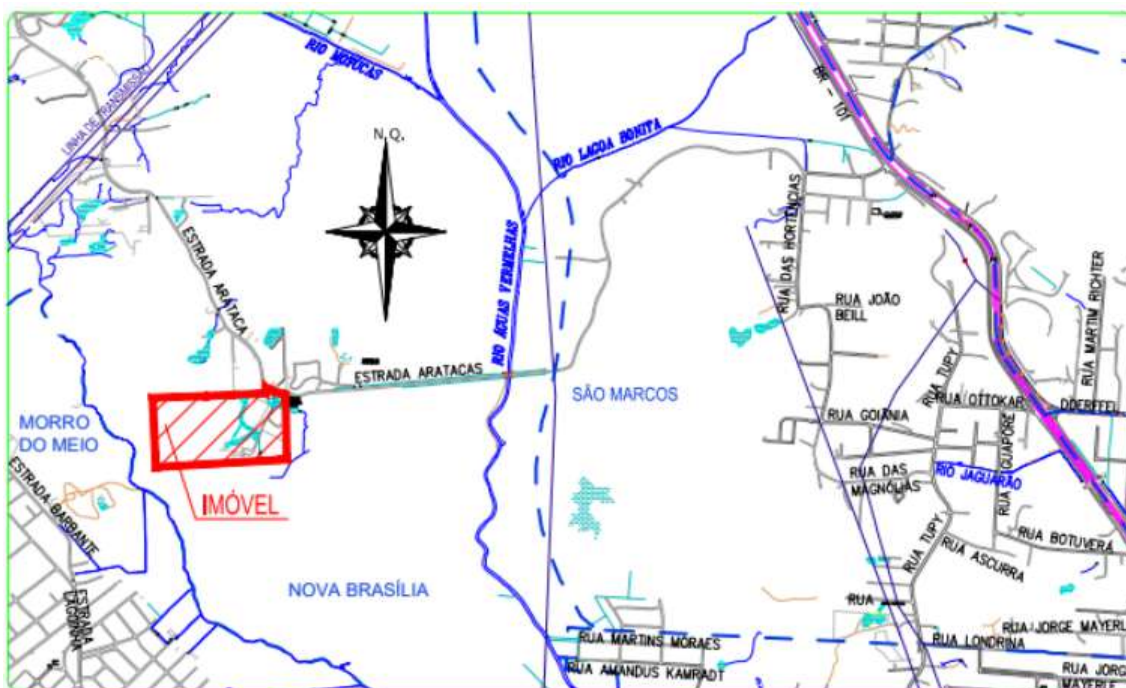 RIO MOFUCAS
BR - 101
LINHA DE TRANSMISSÃO
N.Q.
RIO LAGOA BONITA
RUA DAS HORTÊNCIAS
ESTRADA ARATACA
RIO ÁGUAS VERMELHAS
RUA JOÃO
BEILL
RUA MARTIM RICHTER
RUA TUPY
ESTRADA ARATACAS
SÃO MARCOS
RUA OTTOKAR
DOERFFEL
MORRO
DO MEIO
RUA GOIÂNIA
RUA IGUAPORÉ
ESTRADA BARBANTE
RUA DAS
MAGNÓLIAS
RIO JAGUARÃO
IMÓVEL
RUA TUPY
RUA BOTUVERÁ
RUA ASCURRA
NOVA BRASÍLIA
ESTRADA
LAGOINHA
RUA
RUA JORGE MAYERLE
RUA MARTINS MORAES
RUA LONDRINA
RUA AMANDUS KAMRADT
RUA JORGE
MAYERLE